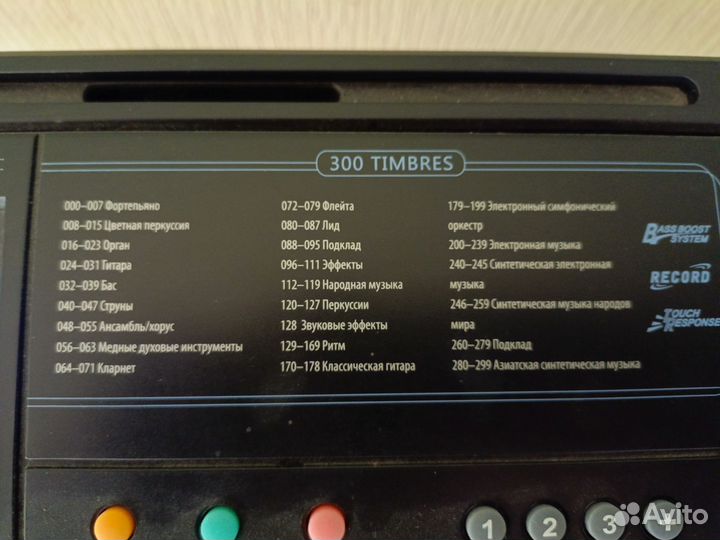 300 TIMBRES
000–007 Фортепьяно
008–015 Цветная перкуссия
016–023 Орган
024–031 Гитара
032–039 Бас
040–047 Струны
048–055 Ансамбль/хорус
056–063 Медные духовые инструменты
064–071 Кларнет
072–079 Флейта
080–087 Лид
088–095 Подклад
096–111 Эффекты
112–119 Народная музыка
120–127 Перкуссии
128 Звуковые эффекты
129–169 Ритм
170–178 Классическая гитара
179–199 Электронный симфонический
оркестр
200–239 Электронная музыка
240–245 Синтетическая электронная
музыка
246–259 Синтетическая музыка народов
мира
260–279 Подклад
280–299 Азиатская синтетическая музыка
BASS BOOST
SYSTEM
RECORD
TOUCH
RESPONSE
1 2 3 4
Avito